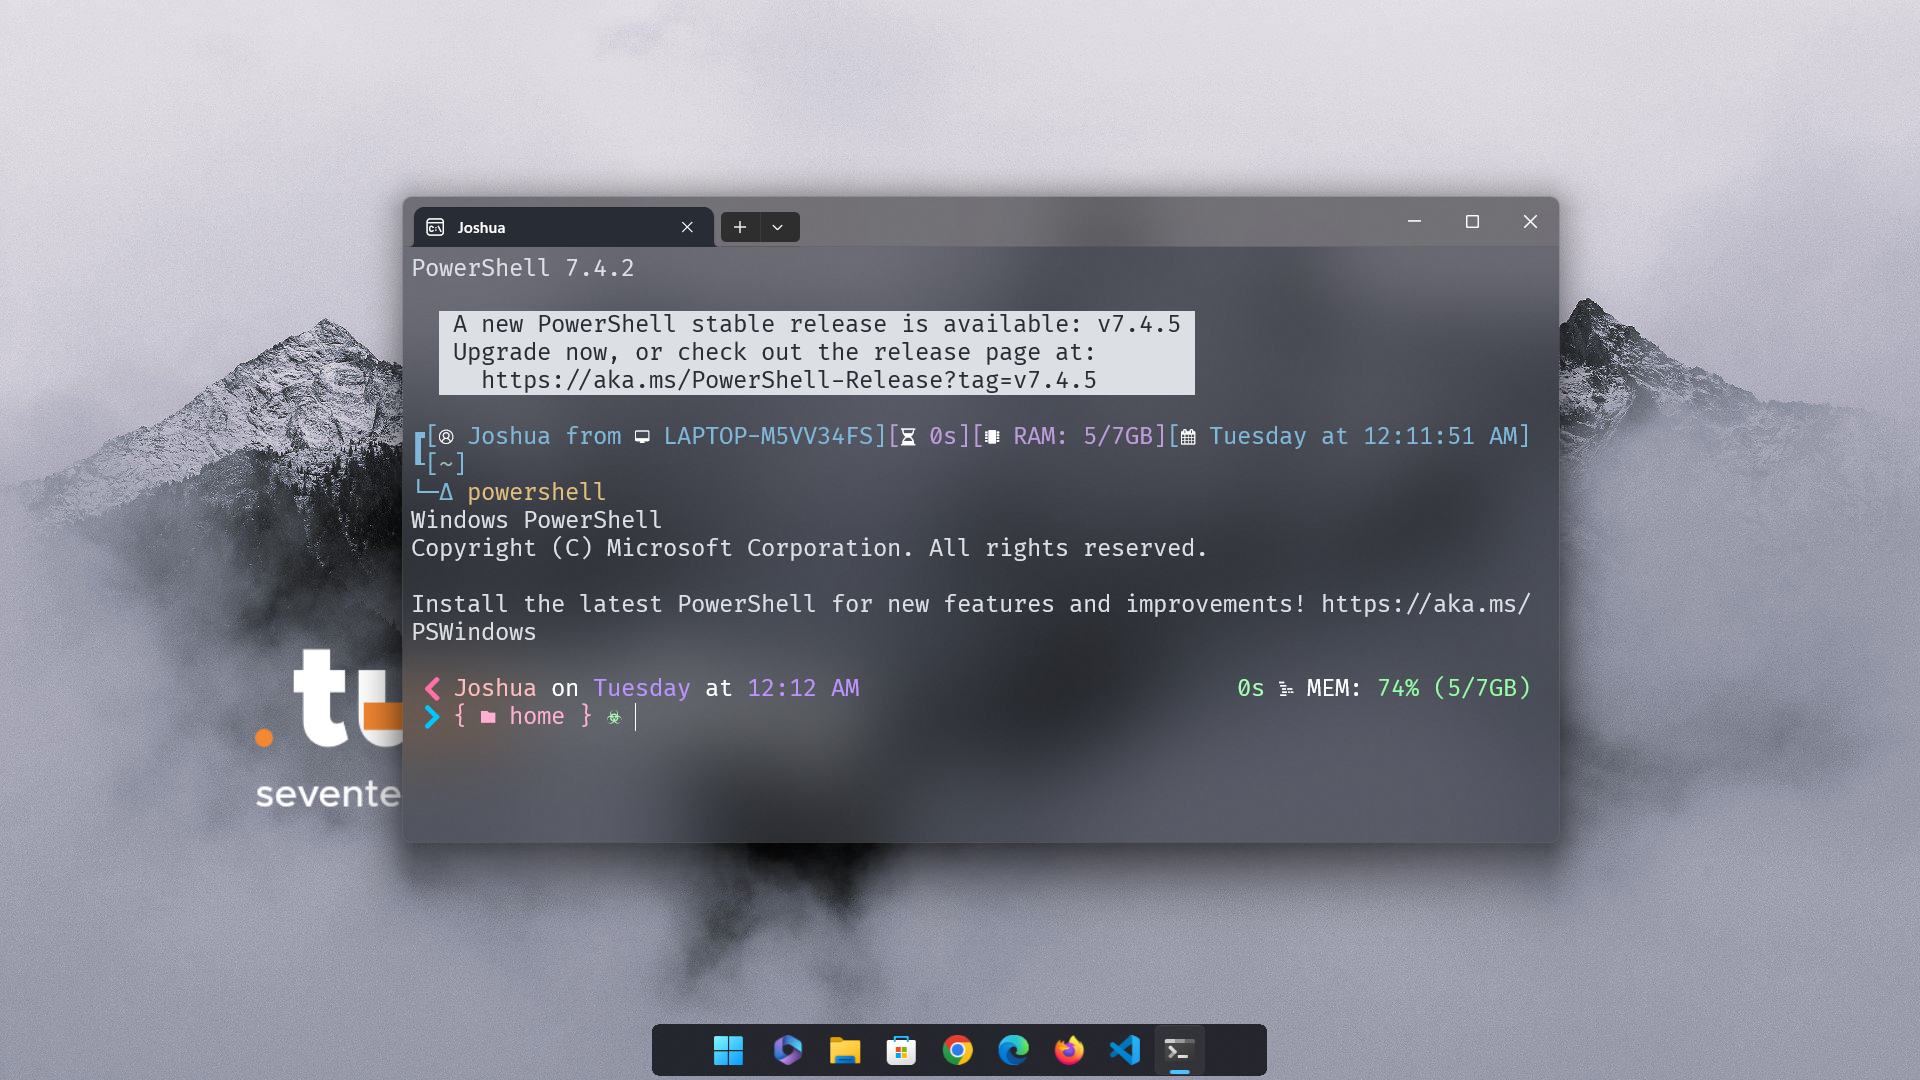 Joshua
PowerShell 7.4.2
A new PowerShell stable release is available: v7.4.5
Upgrade now, or check out the release page at:
https://aka.ms/PowerShell-Release?tag=v7.4.5
[Joshua from LAPTOP-M5VV34FS][0s][RAM: 5/7GB][Tuesday at 12:11:51 AM]
[~]
└─Δ powershell
Windows PowerShell
Copyright (C) Microsoft Corporation. All rights reserved.
Install the latest PowerShell for new features and improvements! https://aka.ms/
PSWindows
Joshua on Tuesday at 12:12 AM 0s MEM: 74% (5/7GB)
{ home }